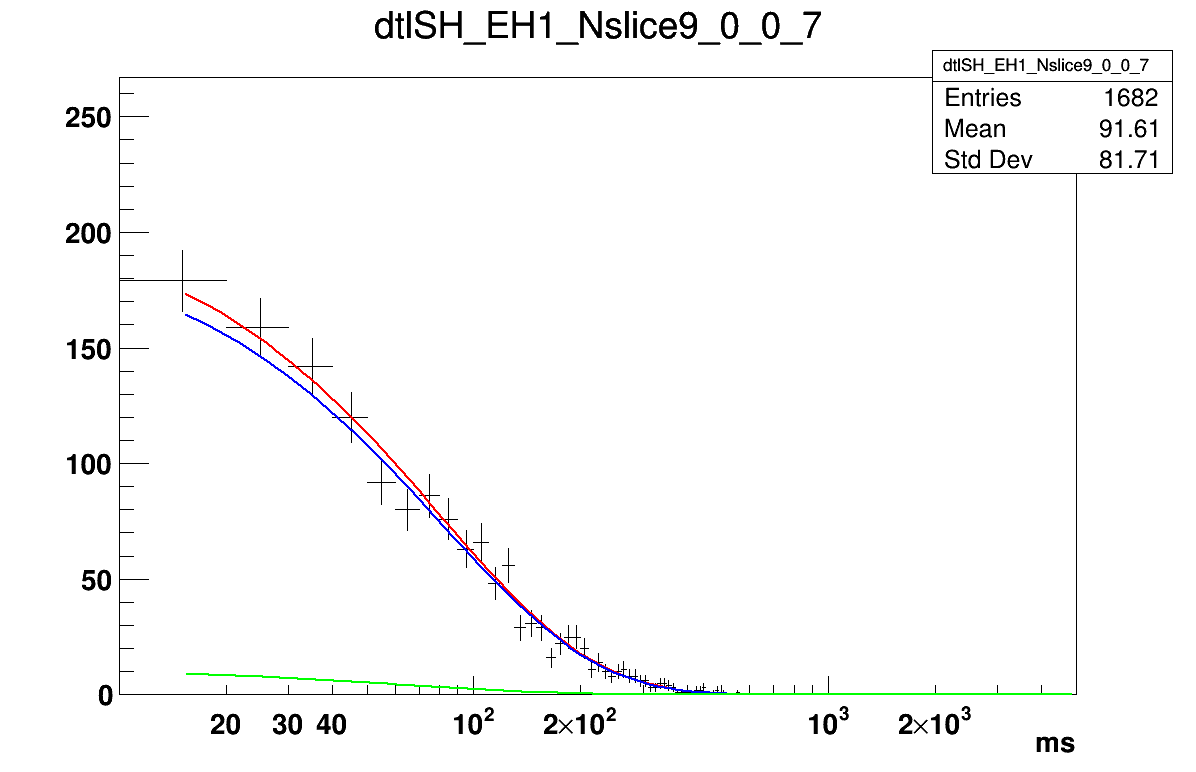 dtlSH_EH1_Nslice9_0_0_7
dtlSH_EH1_Nslice9_0_0_7
Entries 1682
Mean 91.61
Std Dev 81.71
250
200
150
100
50
0
20 30 40 10² 2×10² 10³ 2×10³
ms